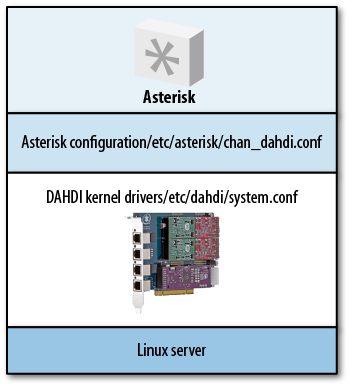 Asterisk
Asterisk configuration/etc/asterisk/chan_dahdi.conf
DAHDI kernel drivers/etc/dahdi/system.conf
Linux server